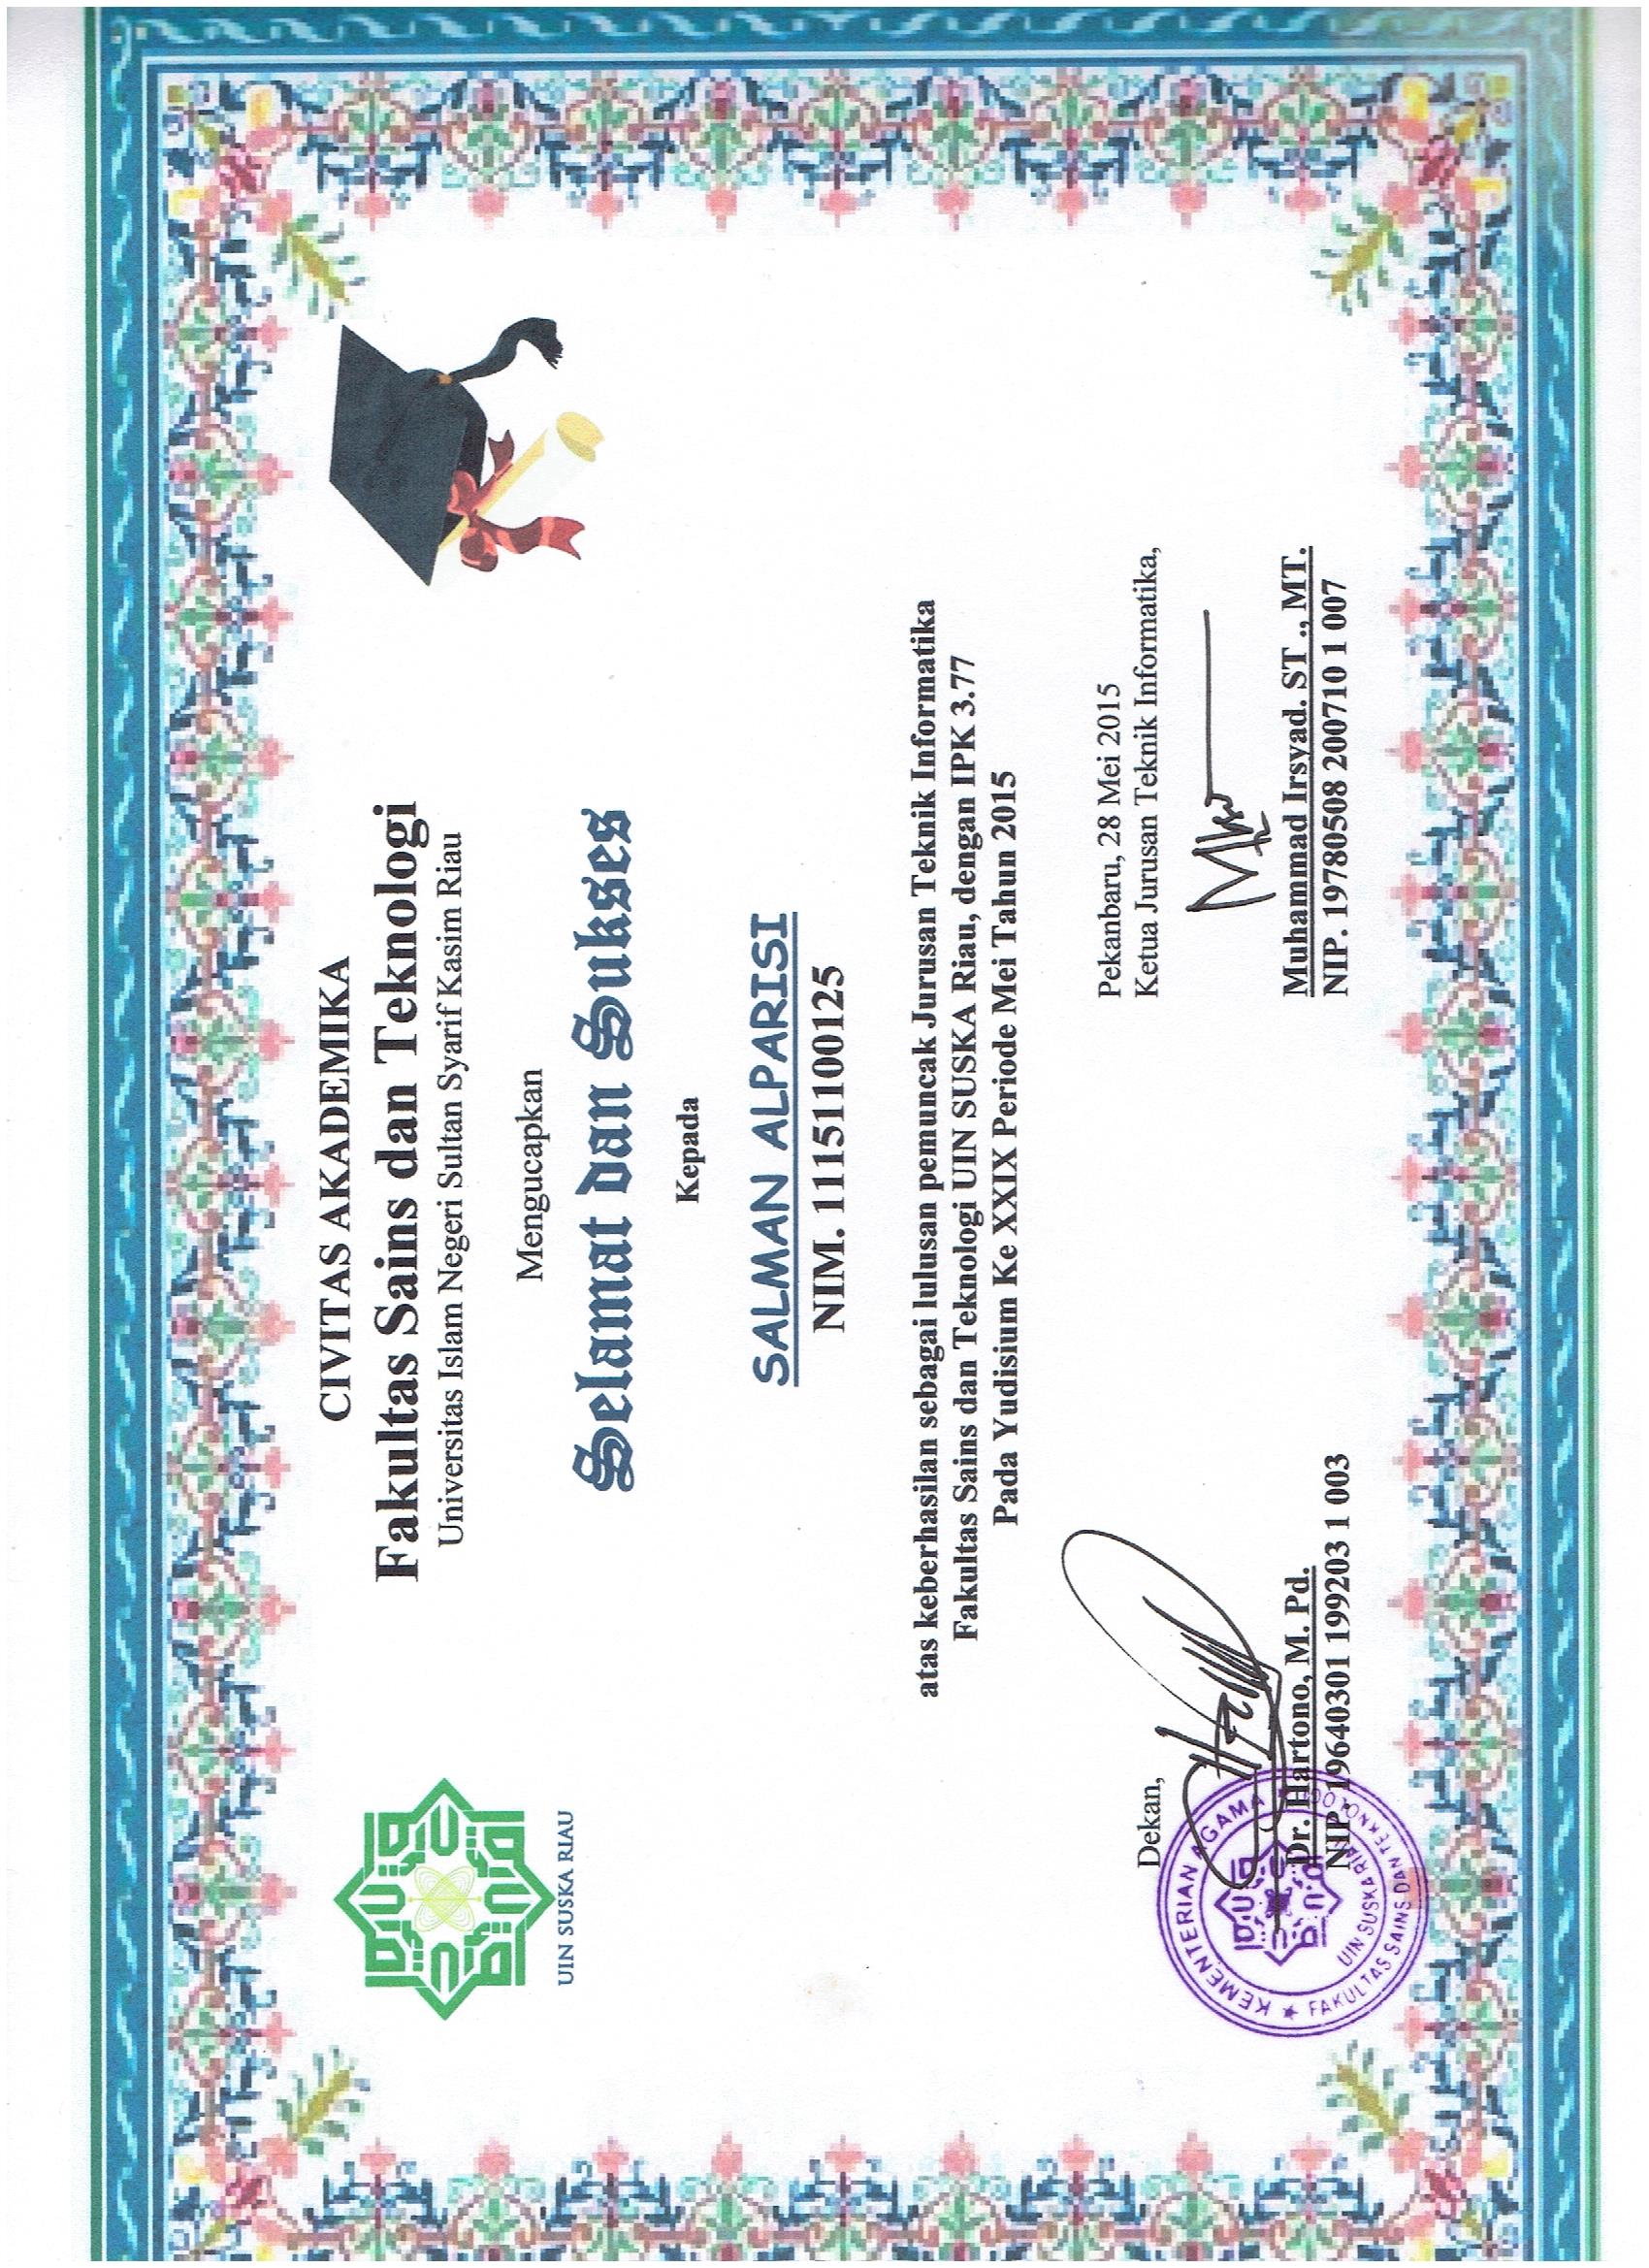 CIVITAS AKADEMIKA
Fakultas Sains dan Teknologi
Universitas Islam Negeri Sultan Syarif Kasim Riau
UIN SUSKA RIAU
Mengucapkan
Selamat dan Sukses
Kepada
SALMAN ALPARISI
NIM. 11151100125
atas keberhasilan sebagai lulusan pemuncak Jurusan Teknik Informatika
Fakultas Sains dan Teknologi UIN SUSKA Riau, dengan IPK 3.77
Pada Yudisium Ke XXIX Periode Mei Tahun 2015
Dekan,
Dr. Hartono, M. Pd.
NIP. 19640301 199203 1 003
KEMENTERIAN AGAMA
UIN SUSKA RIAU
FAKULTAS SAINS DAN TEKNOLOGI
Pekanbaru, 28 Mei 2015
Ketua Jurusan Teknik Informatika,
Muhammad Irsyad. ST ., MT.
NIP. 19780508 200710 1 007